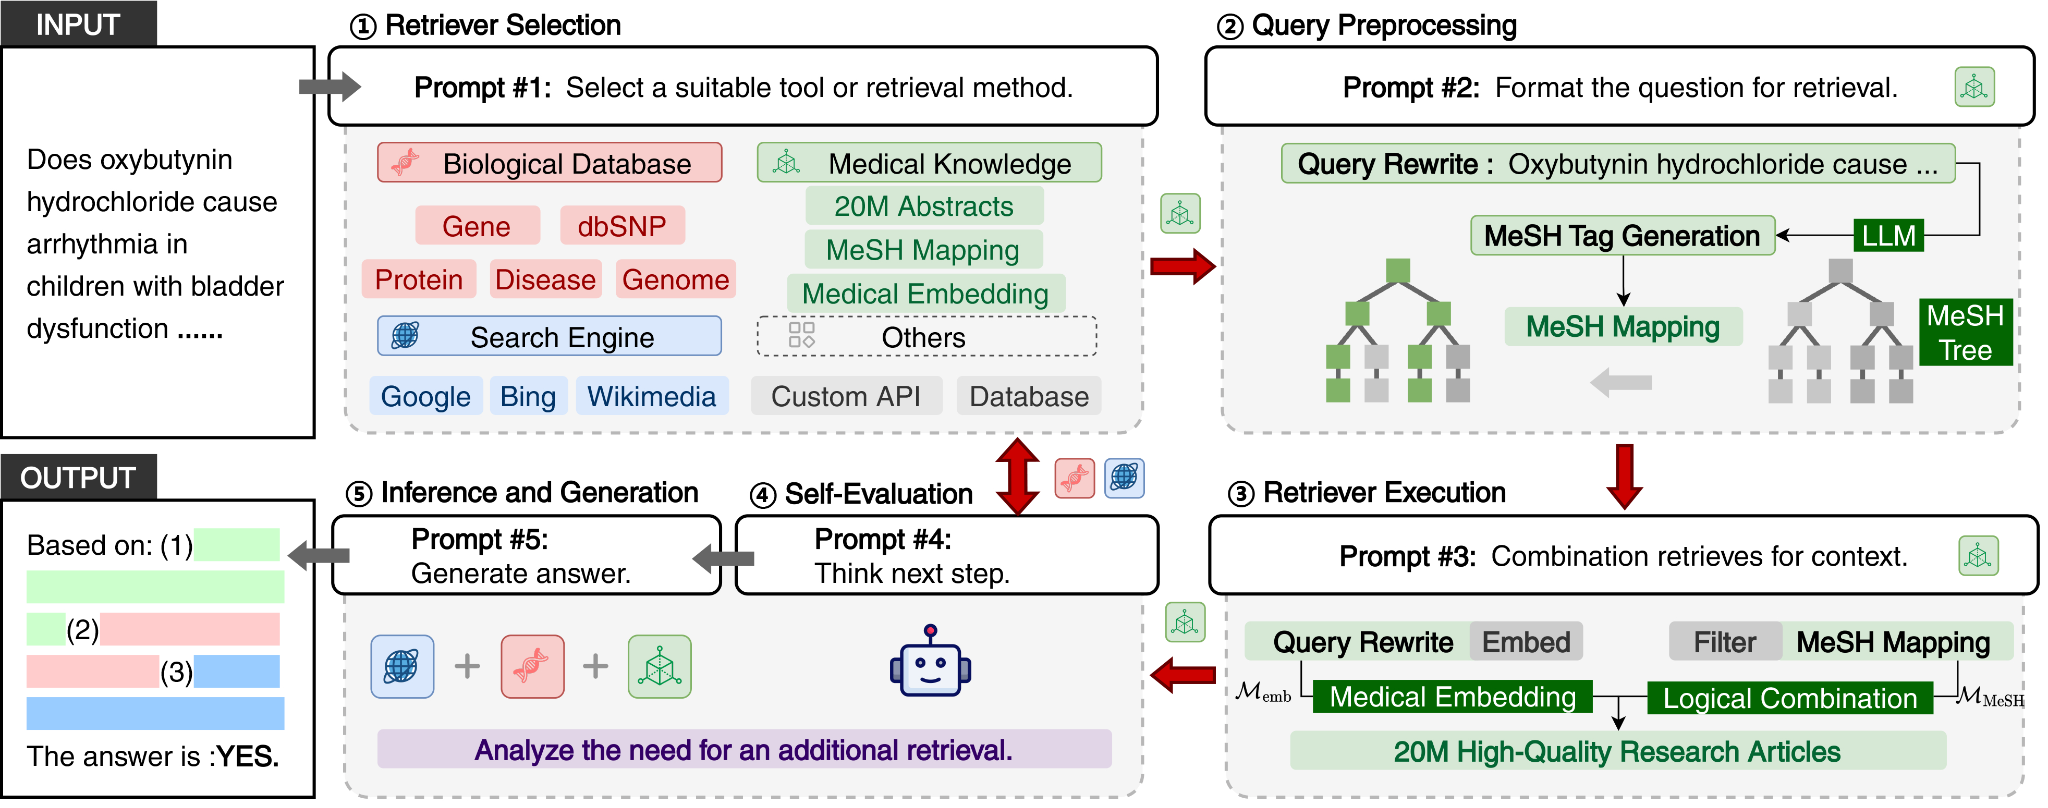 INPUT
Does oxybutynin
hydrochloride cause
arrhythmia in
children with bladder
dysfunction ......
① Retriever Selection
Prompt #1: Select a suitable tool or retrieval method.
Biological Database
Gene dbSNP
Protein Disease Genome
Medical Knowledge
20M Abstracts
MeSH Mapping
Medical Embedding
Search Engine
Google Bing Wikimedia
Others
Custom API Database
② Query Preprocessing
Prompt #2: Format the question for retrieval.
Query Rewrite : Oxybutynin hydrochloride cause ...
MeSH Tag Generation
LLM
MeSH Mapping
MeSH
Tree
③ Retriever Execution
Prompt #3: Combination retrieves for context.
Query Rewrite Embed
Filter MeSH Mapping
𝓜emb
Medical Embedding
Logical Combination
𝓜MeSH
20M High-Quality Research Articles
④ Self-Evaluation
Prompt #4:
Think next step.
⑤ Inference and Generation
Prompt #5:
Generate answer.
+ +
Analyze the need for an additional retrieval.
OUTPUT
Based on: (1)
(2)
(3)
The answer is :YES.